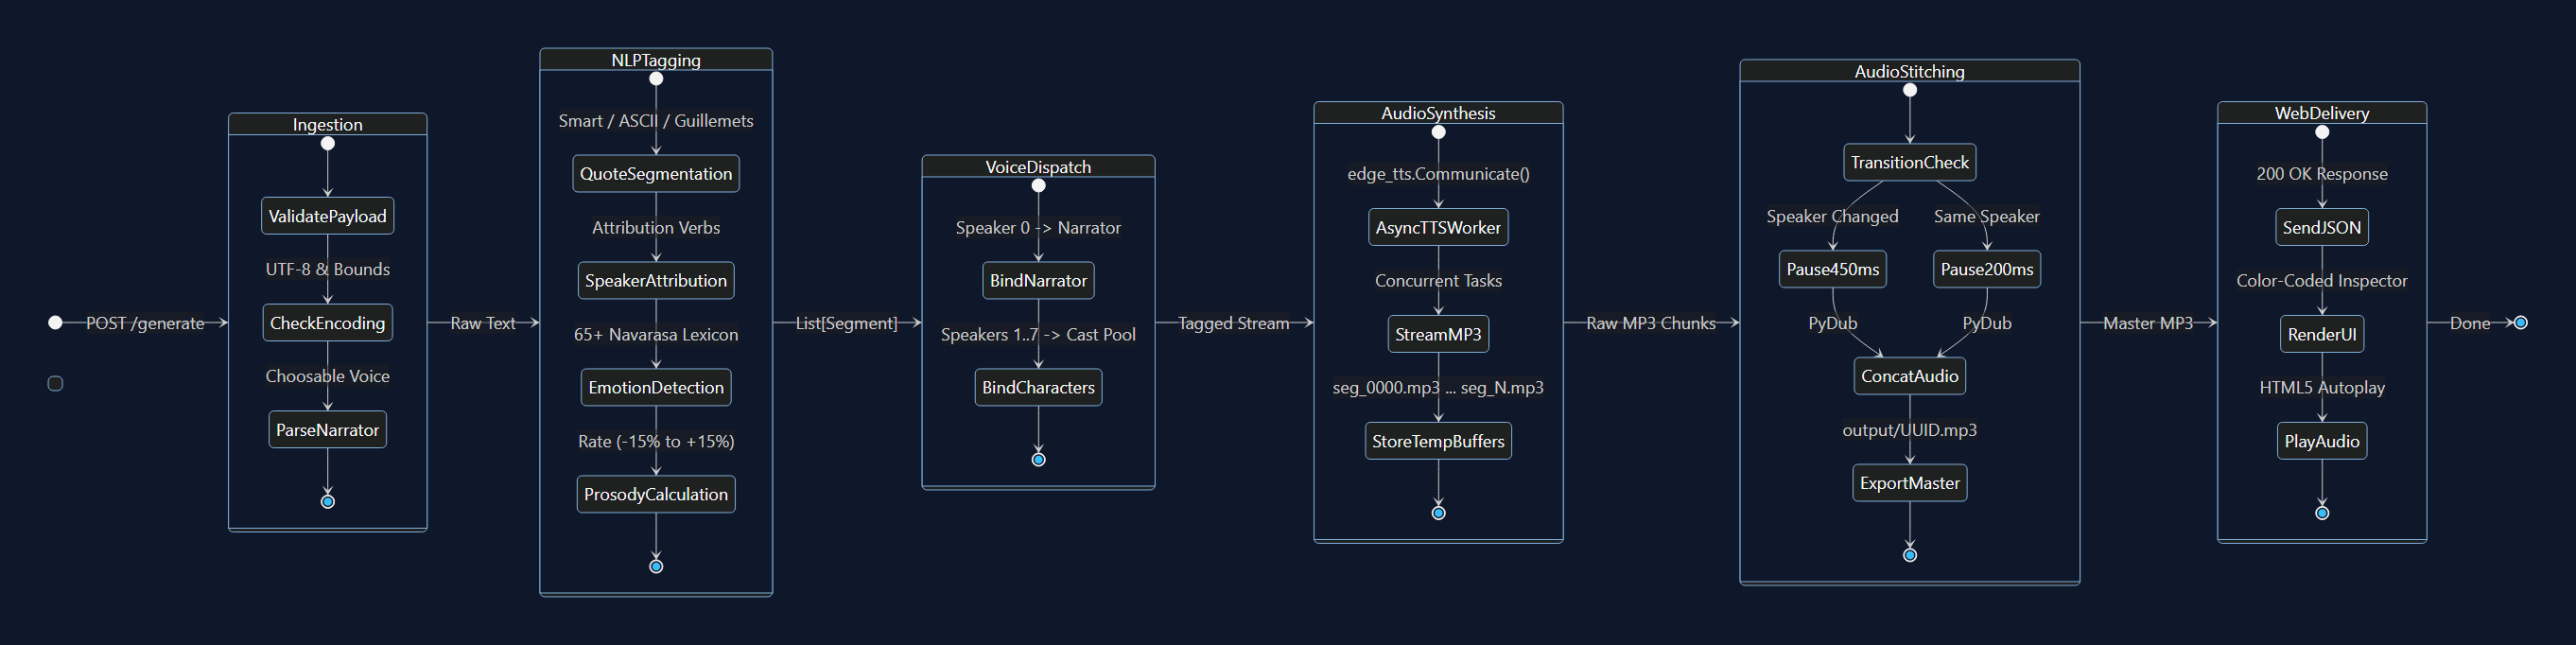 POST /generate
Ingestion
ValidatePayload
UTF-8 & Bounds
CheckEncoding
Choosable Voice
ParseNarrator
Raw Text
NLPTagging
Smart / ASCII / Guillemets
QuoteSegmentation
Attribution Verbs
SpeakerAttribution
65+ Navarasa Lexicon
EmotionDetection
Rate (-15% to +15%)
ProsodyCalculation
List[Segment]
VoiceDispatch
Speaker 0 -> Narrator
BindNarrator
Speakers 1..7 -> Cast Pool
BindCharacters
Tagged Stream
AudioSynthesis
edge_tts.Communicate()
AsyncTTSWorker
Concurrent Tasks
StreamMP3
seg_0000.mp3 ... seg_N.mp3
StoreTempBuffers
Raw MP3 Chunks
AudioStitching
TransitionCheck
Speaker Changed
Same Speaker
Pause450ms
Pause200ms
PyDub
PyDub
ConcatAudio
output/UUID.mp3
ExportMaster
Master MP3
WebDelivery
200 OK Response
SendJSON
Color-Coded Inspector
RenderUI
HTML5 Autoplay
PlayAudio
Done